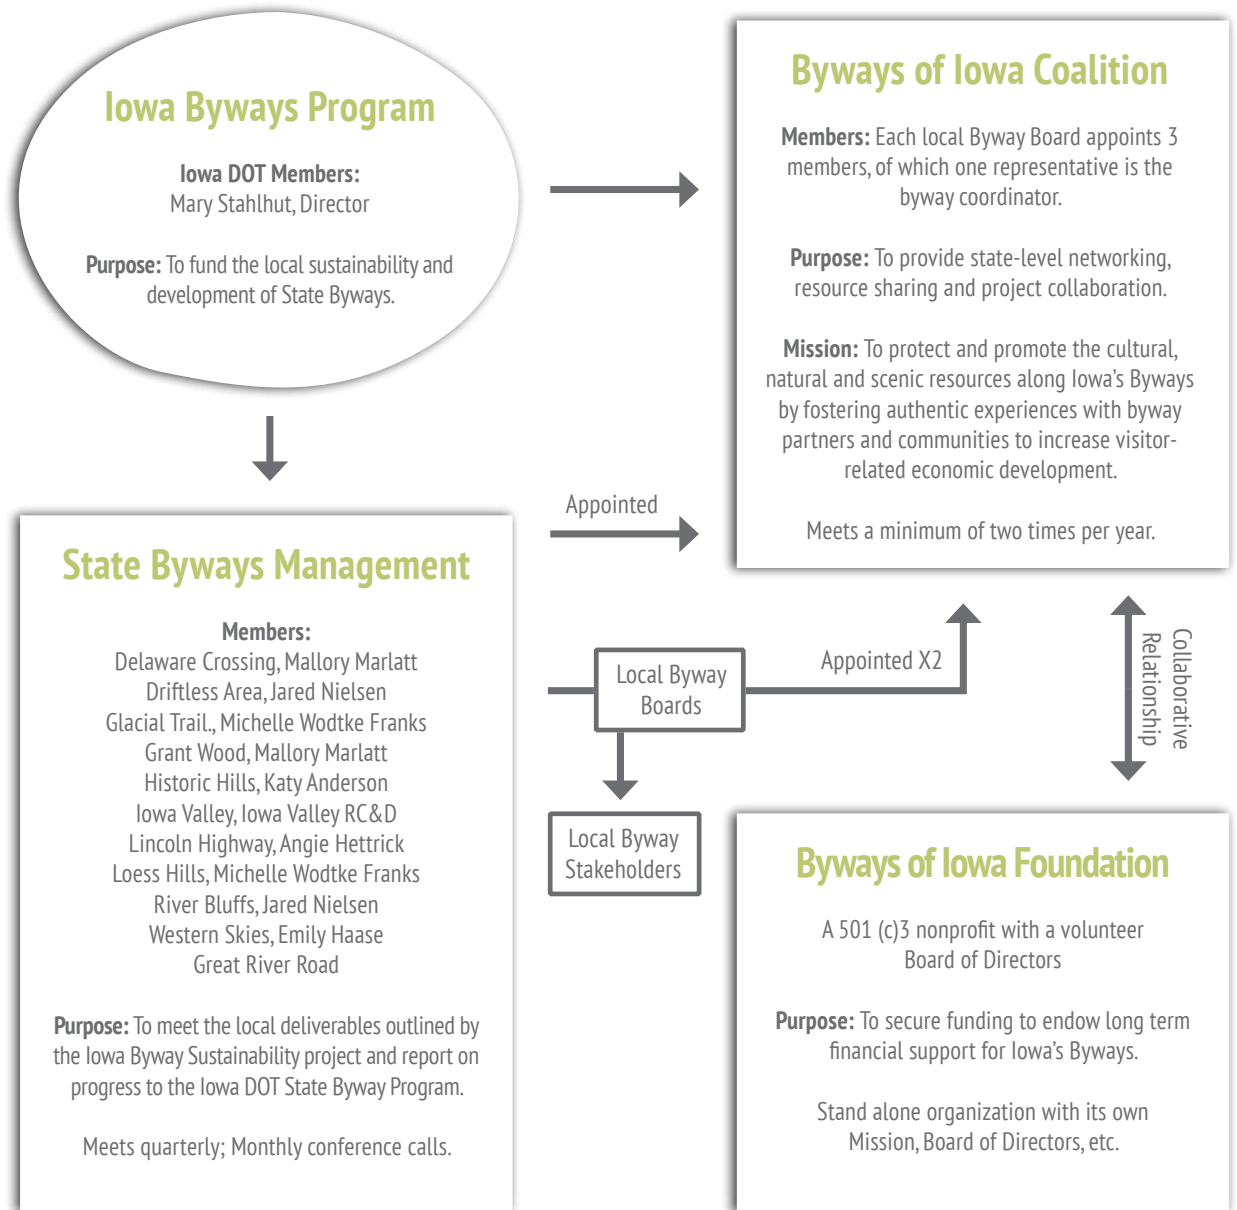 Iowa Byways Program
Iowa DOT Members:
Mary Stahlhut, Director
Purpose: To fund the local sustainability and
development of State Byways.
Byways of Iowa Coalition
Members: Each local Byway Board appoints 3
members, of which one representative is the
byway coordinator.
Purpose: To provide state-level networking,
resource sharing and project collaboration.
Mission: To protect and promote the cultural,
natural and scenic resources along Iowa's Byways
by fostering authentic experiences with byway
partners and communities to increase visitor-
related economic development.
Meets a minimum of two times per year.
Appointed
State Byways Management
Members:
Delaware Crossing, Mallory Marlatt
Driftless Area, Jared Nielsen
Glacial Trail., Michelle Wodtke Franks
Grant Wood, Mallory Marlatt
Historic Hills, Katy Anderson
Iowa Valley, Iowa Valley RC&D
Lincoln Highway, Angie Hettrick
Loess Hills, Michelle Wodtke Franks
River Bluffs, Jared Nielsen
Western Skies, Emily Haase
Great River Road
Purpose: To meet the local deliverables outlined by
the Iowa Byway Sustainability project and report on
progress to the Iowa DOT State Byway Program.
Meets quarterly; Monthly conference calls.
Local Byway
Boards
Appointed X2
Collaborative
Relationship
Local Byway
Stakeholders
Byways of Iowa Foundation
A 501 (c)3 nonprofit with a volunteer
Board of Directors
Purpose: To secure funding to endow long term
financial support for Iowa's Byways.
Stand alone organization with its own
Mission, Board of Directors, etc.